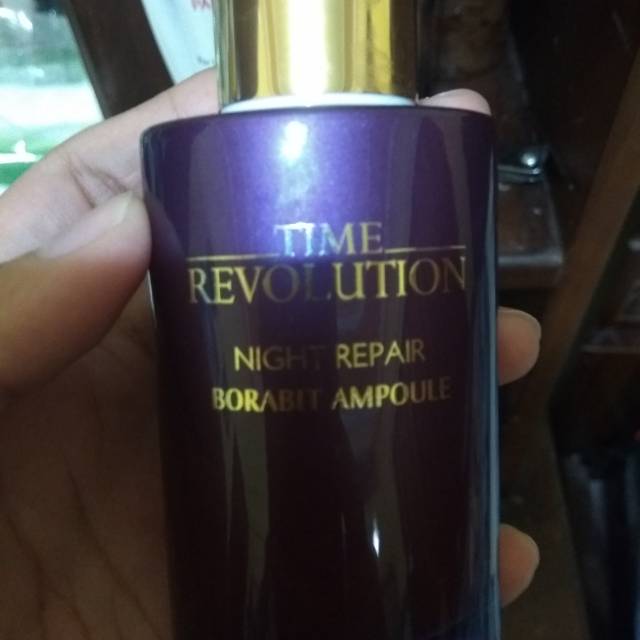 TIME
REVOLUTION
NIGHT REPAIR
BORABIT AMPOULE